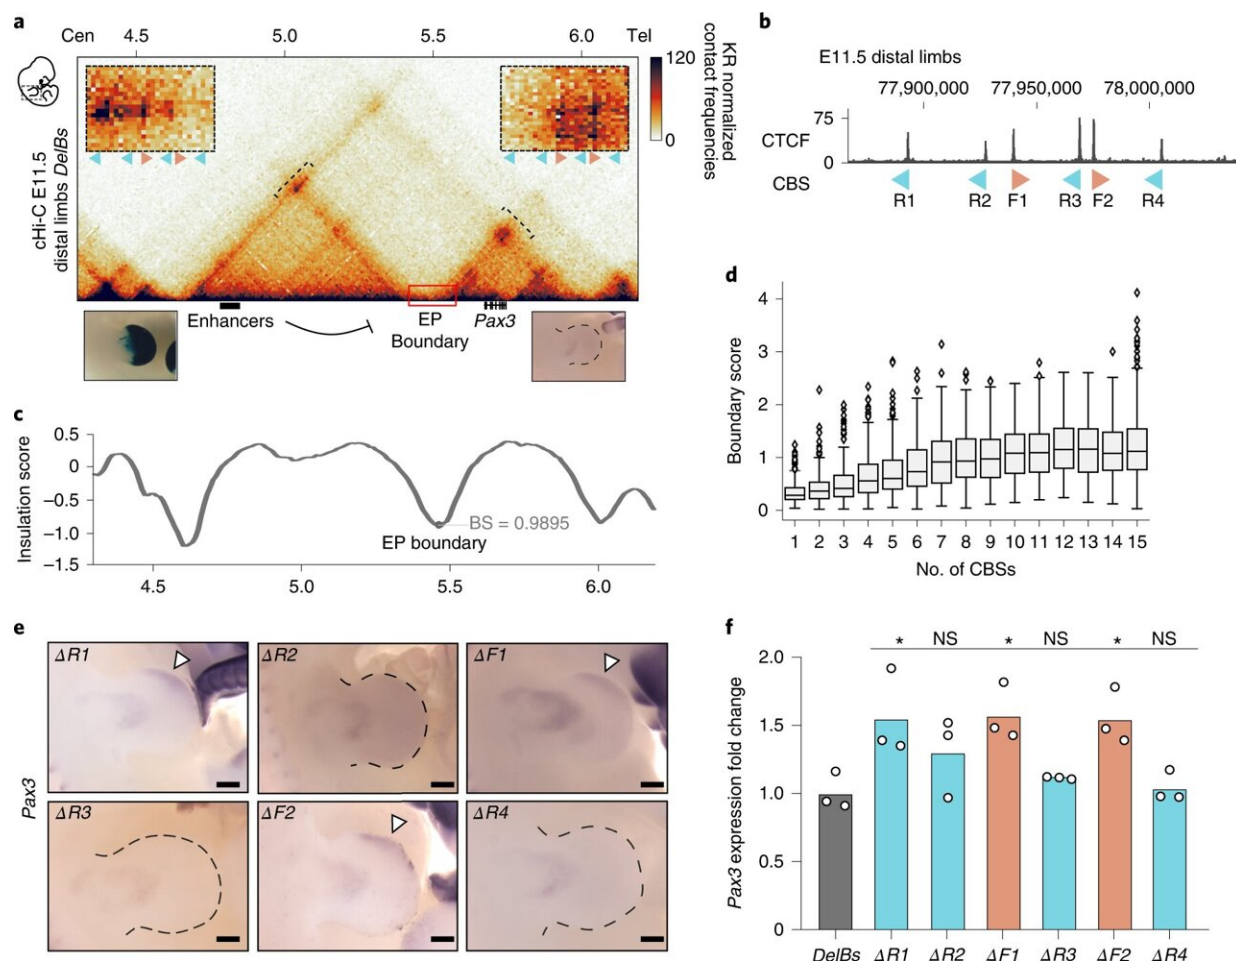 a
Cen 4.5 5.0 5.5 6.0 Tel
120
0
KR normalized
contact frequencies
cHi-C E11.5
distal limbs DelBs
Enhancers
EP
Boundary
Pax3
b
E11.5 distal limbs
77,900,000 77,950,000 78,000,000
75
CTCF
0
CBS
R1 R2 F1 R3 F2 R4
c
Insulation score
0.5
0
−0.5
−1.0
−1.5
BS = 0.9895
EP boundary
4.5 5.0 5.5 6.0
d
Boundary score
4
3
2
1
0
1 2 3 4 5 6 7 8 9 10 11 12 13 14 15
No. of CBSs
e
Pax3
ΔR1 ΔR2 ΔF1
ΔR3 ΔF2 ΔR4
f
* NS * NS * NS
Pax3 expression fold change
2.0
1.5
1.0
0.5
0
DelBs ΔR1 ΔR2 ΔF1 ΔR3 ΔF2 ΔR4